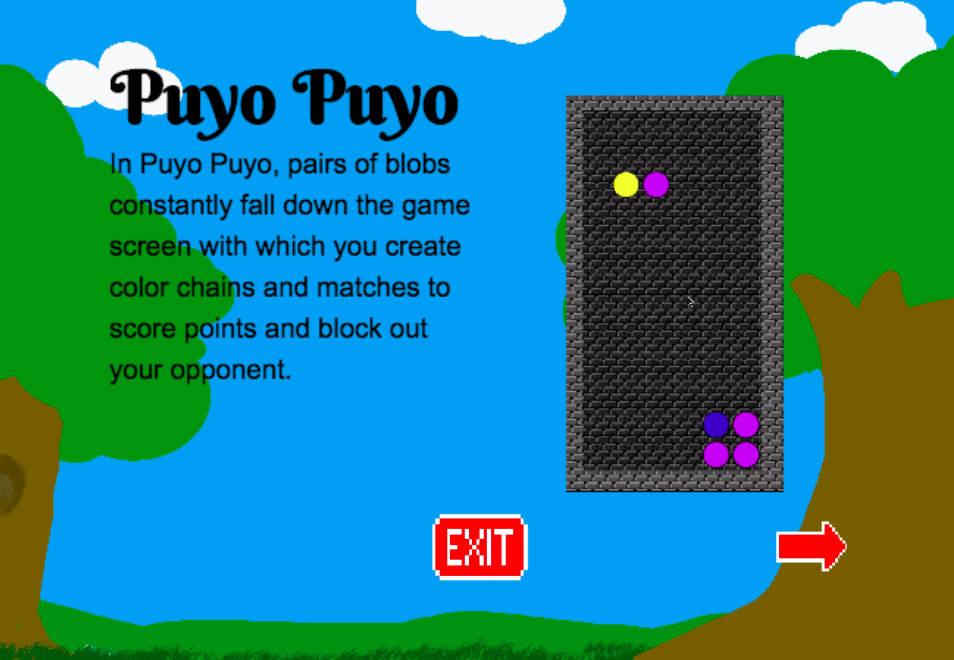 Puyo Puyo
In Puyo Puyo, pairs of blobs
constantly fall down the game
screen with which you create
color chains and matches to
score points and block out
your opponent.
EXIT